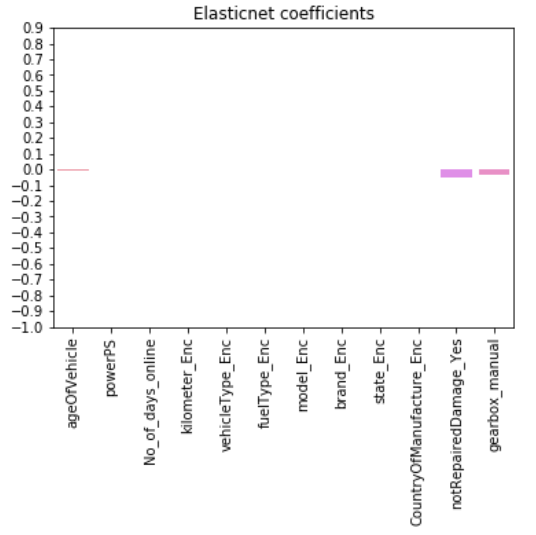 Elasticnet coefficients
0.9
0.8
0.7
0.6
0.5
0.4
0.3
0.2
0.1
0.0
−0.1
−0.2
−0.3
−0.4
−0.5
−0.6
−0.7
−0.8
−0.9
−1.0
ageOfVehicle
powerPS
No_of_days_online
kilometer_Enc
vehicleType_Enc
fuelType_Enc
model_Enc
brand_Enc
state_Enc
CountryOfManufacture_Enc
notRepairedDamage_Yes
gearbox_manual